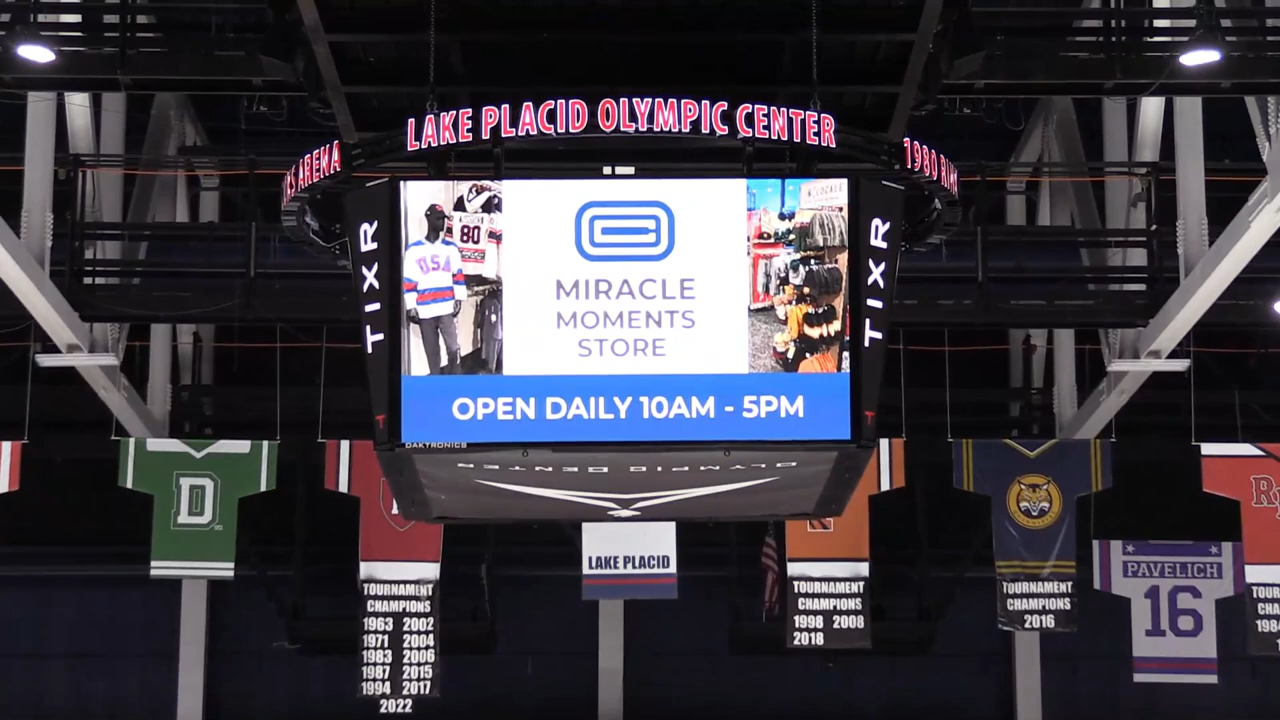 LAKE PLACID OLYMPIC CENTER
ARENA
1980
TIXR
TIXR
USA
80
MIRACLE
MOMENTS
STORE
OPEN DAILY 10AM - 5PM
DAKTRONICS
OLYMPIC CENTER
D
LAKE PLACID
TOURNAMENT
CHAMPIONS
1963 2002
1971 2004
1983 2006
1987 2015
1994 2017
2022
TOURNAMENT
CHAMPIONS
1998 2008
2018
TOURNAMENT
CHAMPIONS
2016
PAVELICH
16